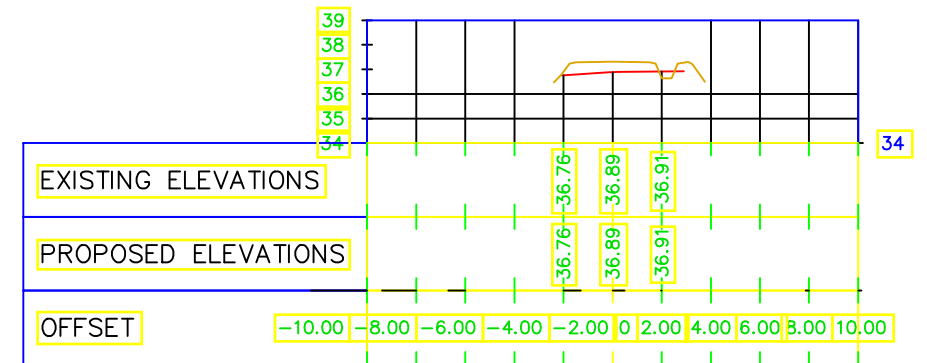 39
38
37
36
35
34
34
EXISTING ELEVATIONS 36.76 36.89 36.91
PROPOSED ELEVATIONS 36.76 36.89 36.91
OFFSET -10.00 -8.00 -6.00 -4.00 -2.00 0 2.00 4.00 6.00 8.00 10.00